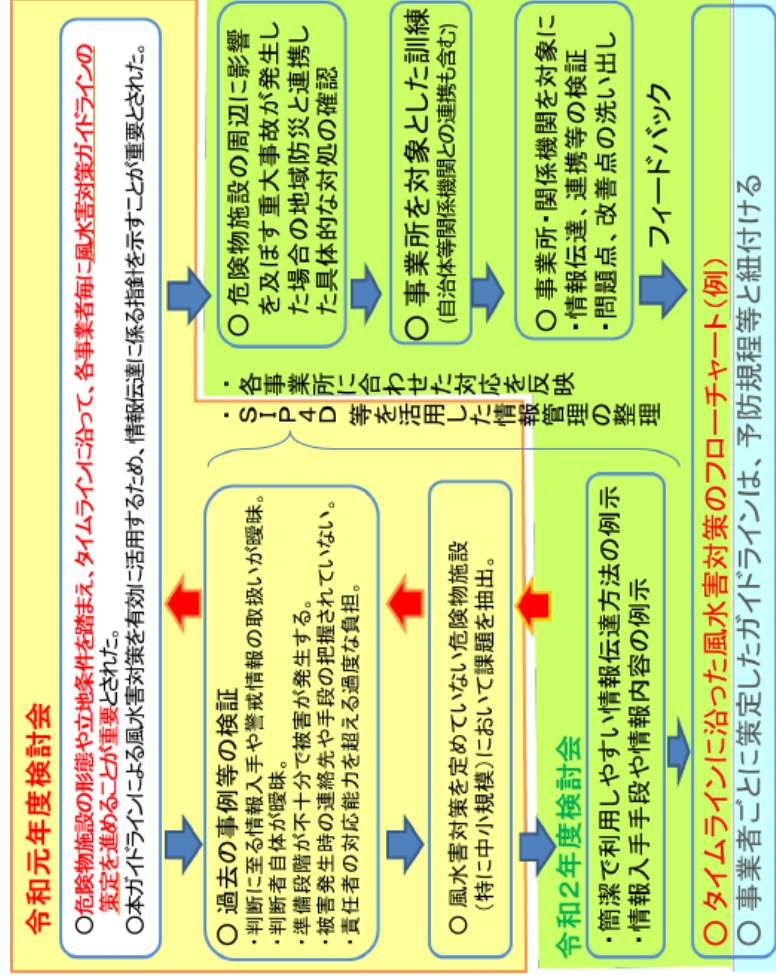 令和元年度検討会
○危険物施設の形態や立地条件を踏まえ、タイムラインに沿って、各事業者毎に風水害対策ガイドラインの
策定を進めることが重要とされた。
○本ガイドラインによる風水害対策を有効に活用するため、情報伝達に係る指針を示すことが重要とされた。
○ 過去の事例等の検証
・判断に至る情報入手や警戒情報の取扱いが曖昧。
・判断者自体が曖昧。
・準備段階が不十分で被害が発生する。
・被害発生時の連絡先や手段の把握されていない。
・責任者の対応能力を超える過度な負担。
○ 風水害対策を定めていない危険物施設
（特に中小規模）において課題を抽出。
令和２年度検討会
・簡潔で利用しやすい情報伝達方法の例示
・情報入手手段や情報内容の例示
・各事業所に合わせた対応を反映
・ＳＩＰ４Ｄ等を活用した情報管理の整理
○ 危険物施設の周辺に影響
を及ぼす重大事故が発生し
た場合の地域防災と連携し
た具体的な対処の確認
○ 事業所を対象とした訓練
(自治体等関係機関との連携も含む)
○ 事業所・関係機関を対象に
・情報伝達、連携等の検証
・問題点、改善点の洗い出し
フィードバック
○ タイムラインに沿った風水害対策のフローチャート（例）
○ 事業者ごとに策定したガイドラインは、予防規程等と紐付ける